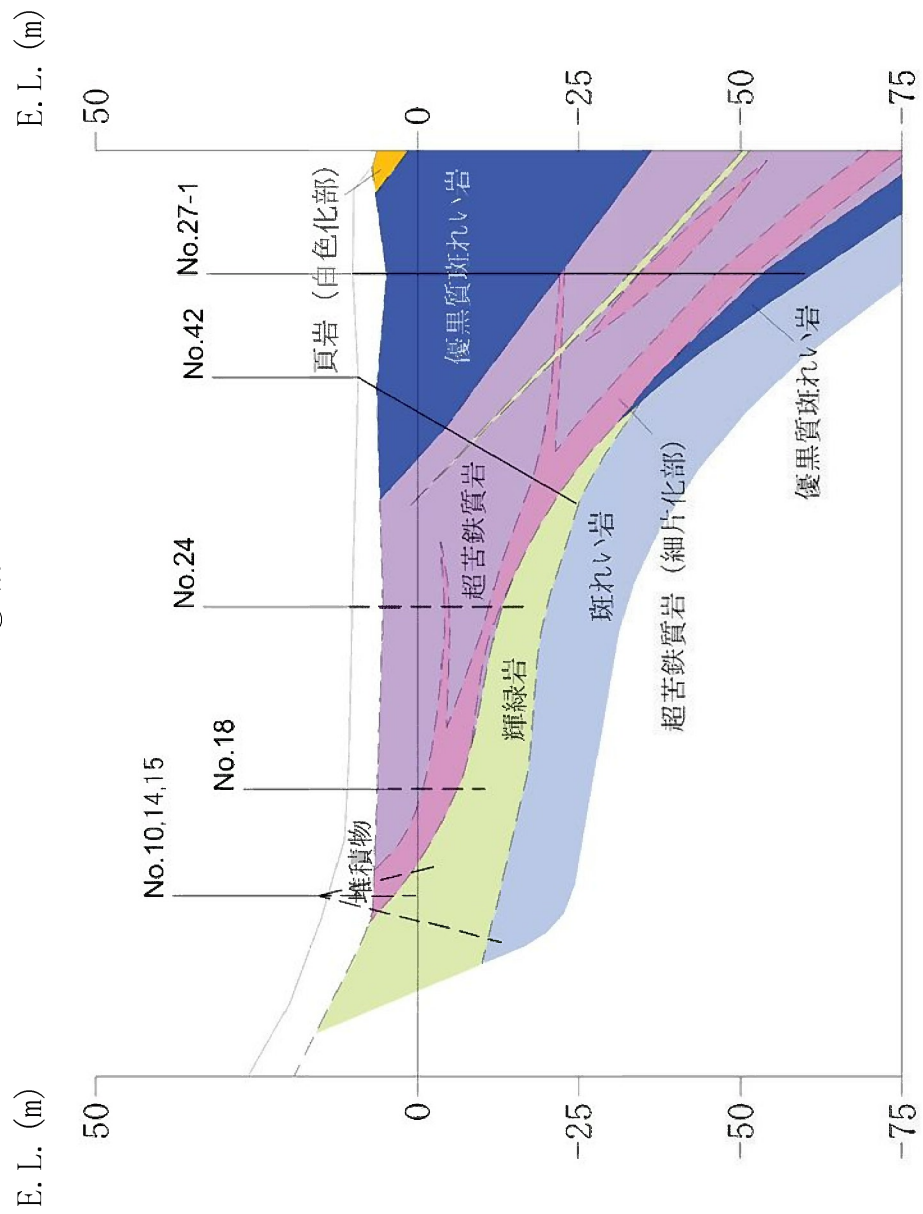 E.L. (m)
E.L. (m)
50
0
-25
-50
-75
50
0
-25
-50
-75
No.10,14,15
No.18
No.24
No.42
No.27-1
堆積物
頁岩（白色化部）
優黒質斑れい岩
超苦鉄質岩
輝緑岩
斑れい岩
超苦鉄質岩（細片化部）
優黒質斑れい岩